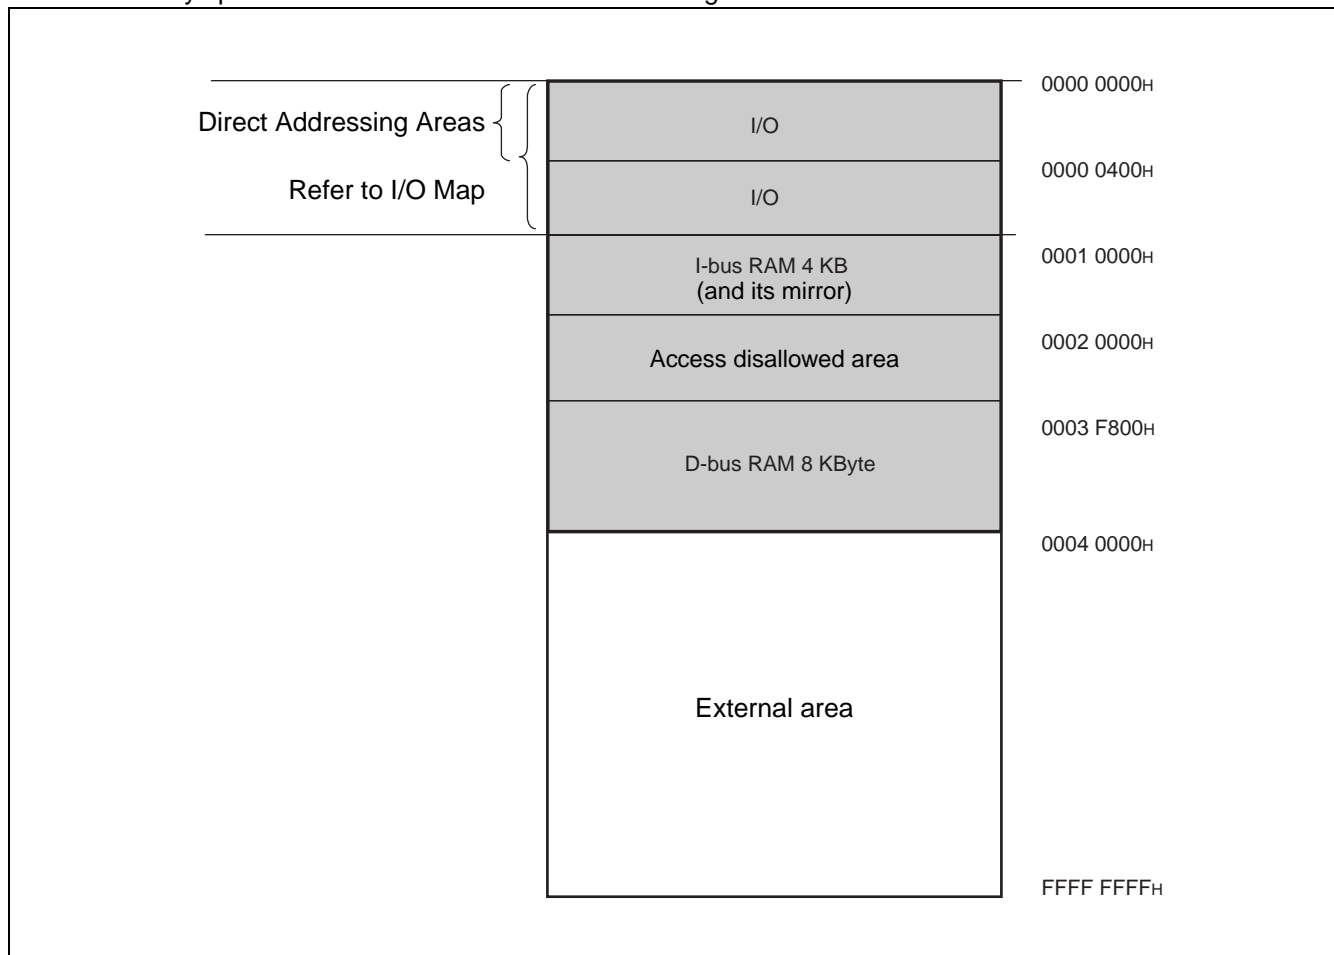 0000 0000H
Direct Addressing Areas
I/O
0000 0400H
Refer to I/O Map
I/O
0001 0000H
I-bus RAM 4 KB
(and its mirror)
0002 0000H
Access disallowed area
0003 F800H
D-bus RAM 8 KByte
0004 0000H
External area
FFFF FFFFH